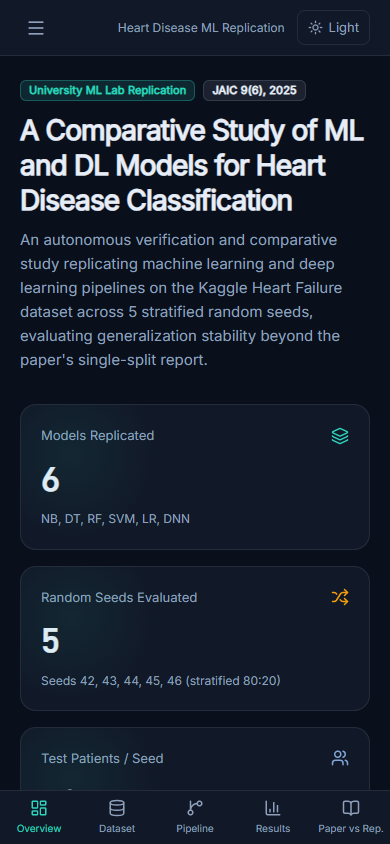 Heart Disease ML Replication
Light
University ML Lab Replication
JAIC 9(6), 2025
A Comparative Study of ML
and DL Models for Heart
Disease Classification
An autonomous verification and comparative
study replicating machine learning and deep
learning pipelines on the Kaggle Heart Failure
dataset across 5 stratified random seeds,
evaluating generalization stability beyond the
paper's single-split report.
Models Replicated
6
NB, DT, RF, SVM, LR, DNN
Random Seeds Evaluated
5
Seeds 42, 43, 44, 45, 46 (stratified 80:20)
Test Patients / Seed
Overview
Dataset
Pipeline
Results
Paper vs Rep.